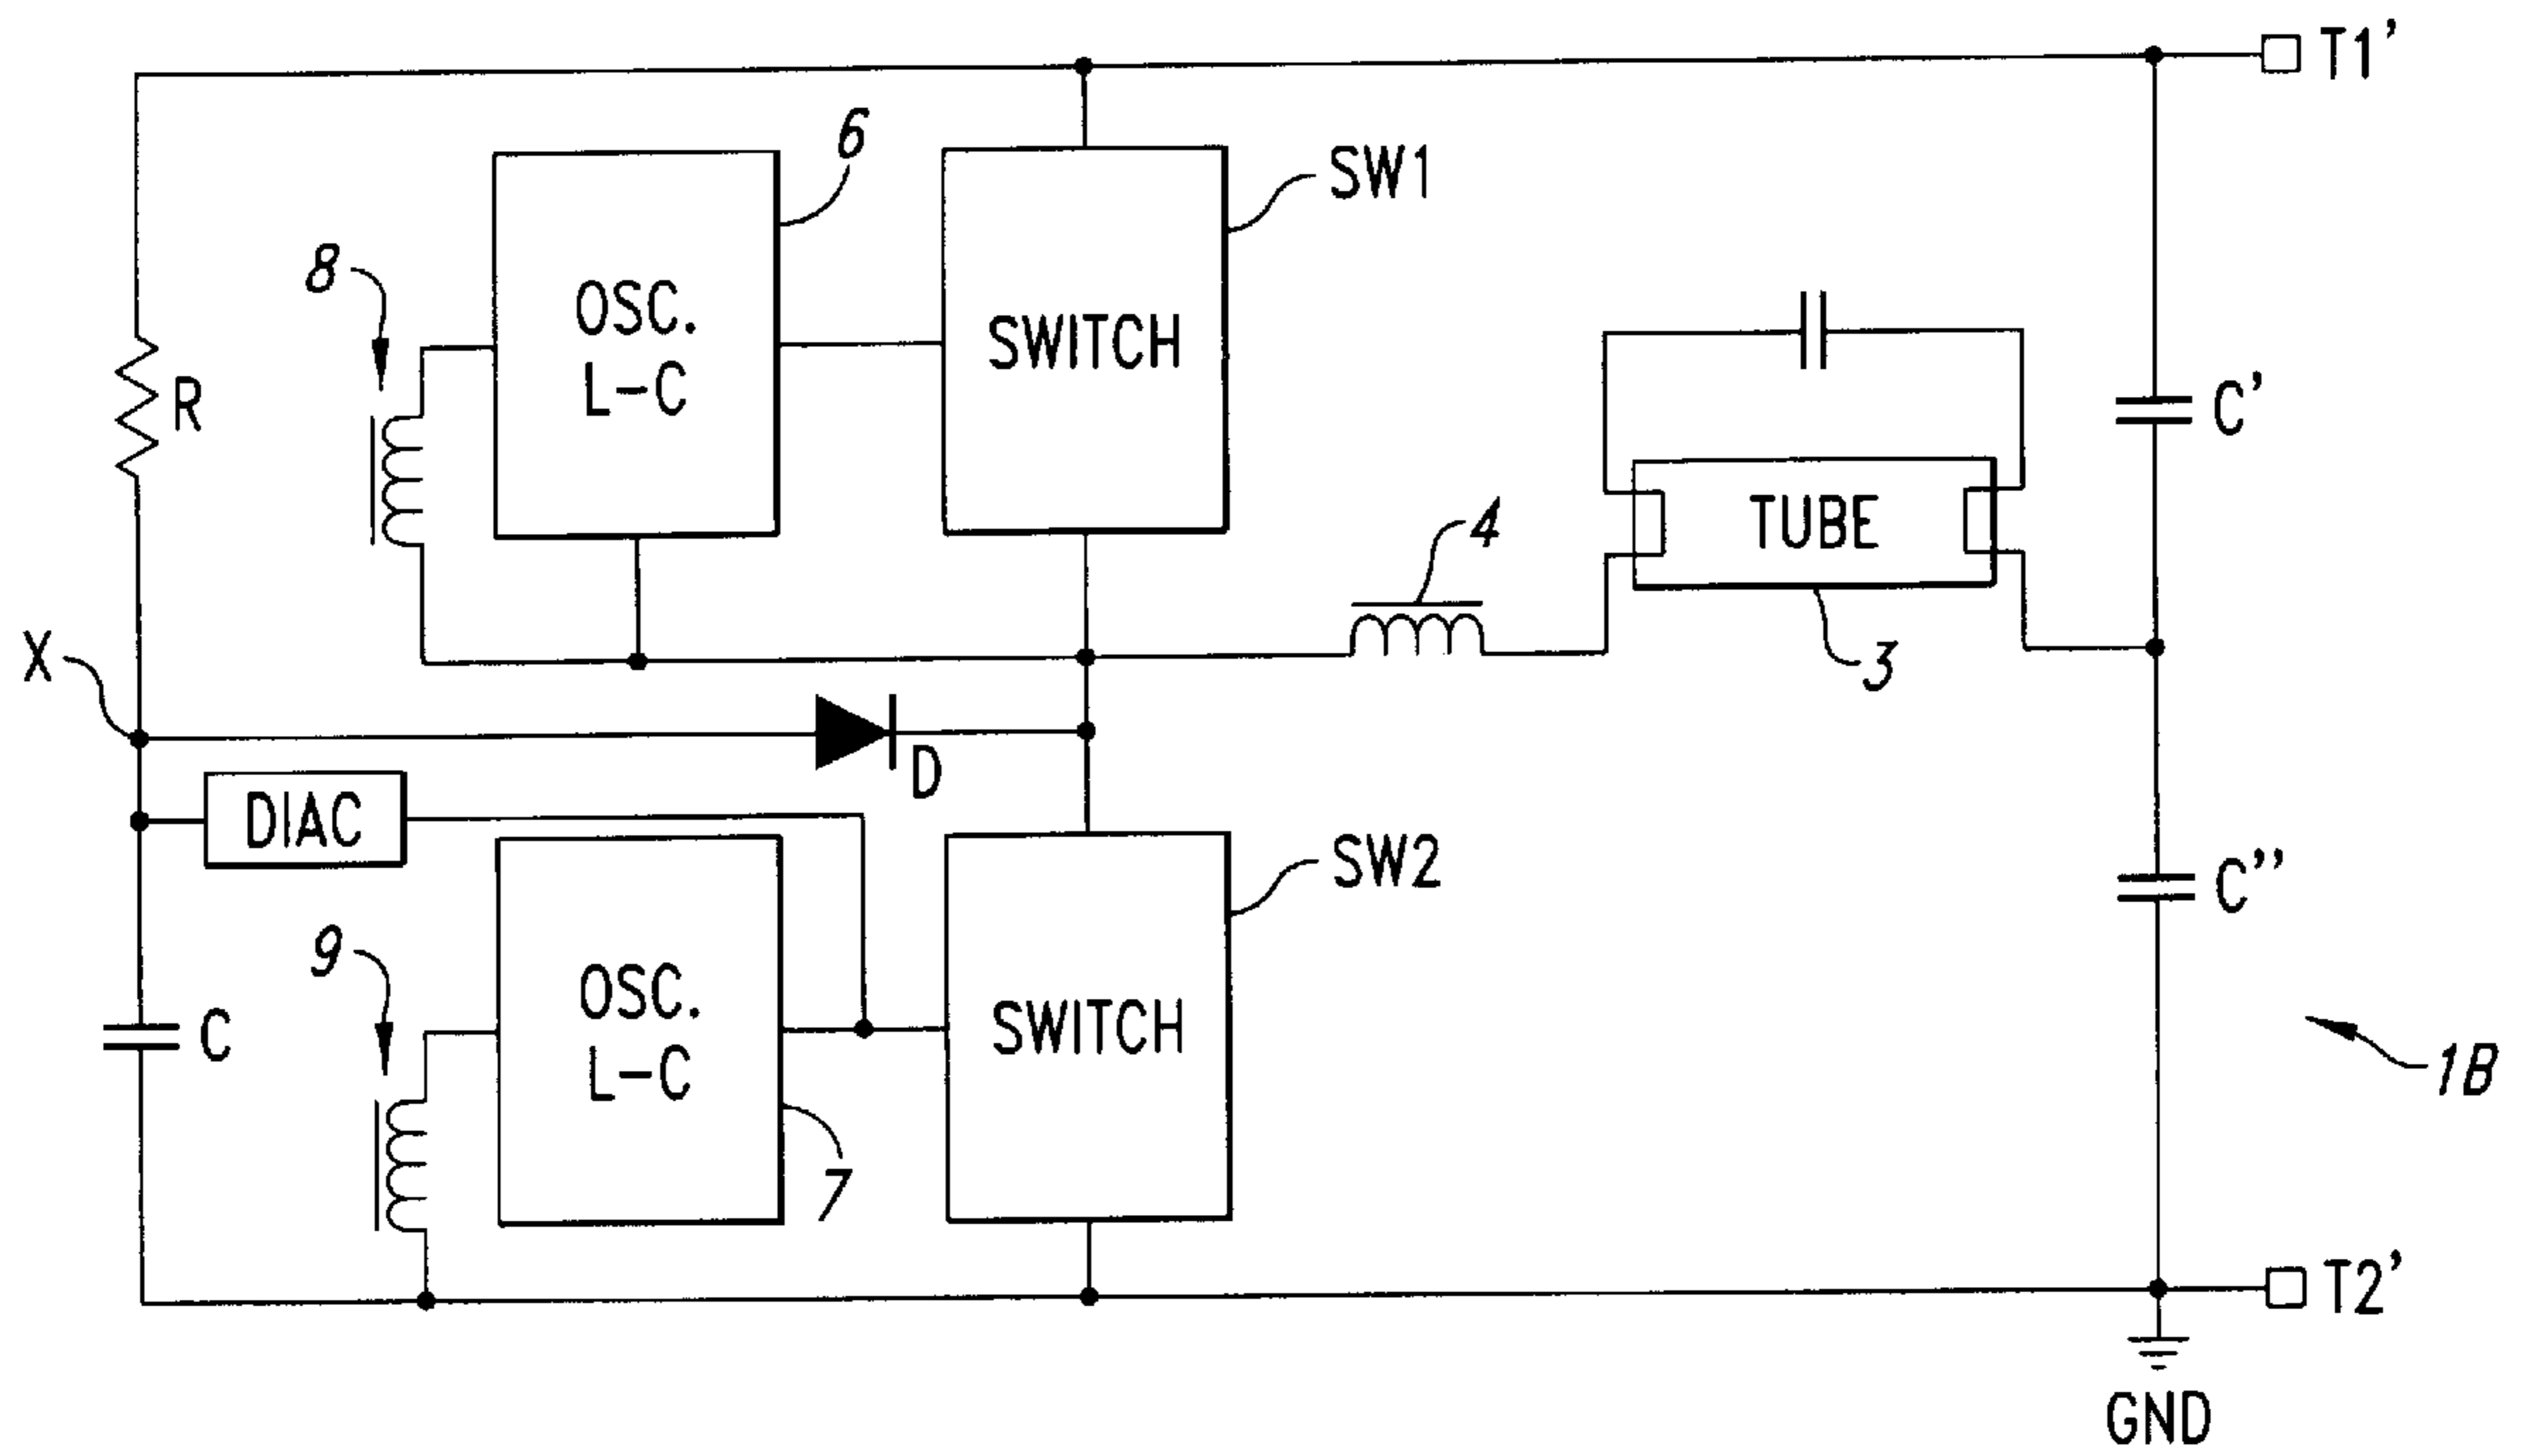 T1'
6
SW1
8
OSC.
L-C
SWITCH
R
C'
TUBE
4
X
3
D
DIAC
SW2
C''
9
OSC.
L-C
SWITCH
C
1B
7
T2'
GND